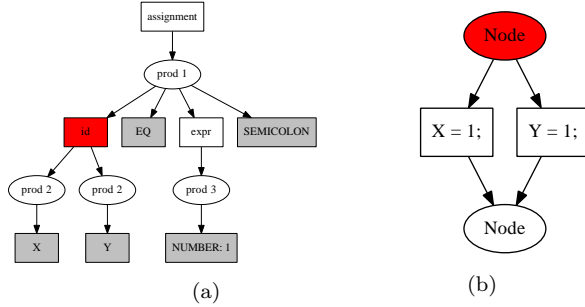 assignment
prod 1
id EQ expr SEMICOLON
prod 2 prod 2 prod 3
X Y NUMBER: 1
(a)
Node
X = 1; Y = 1;
Node
(b)